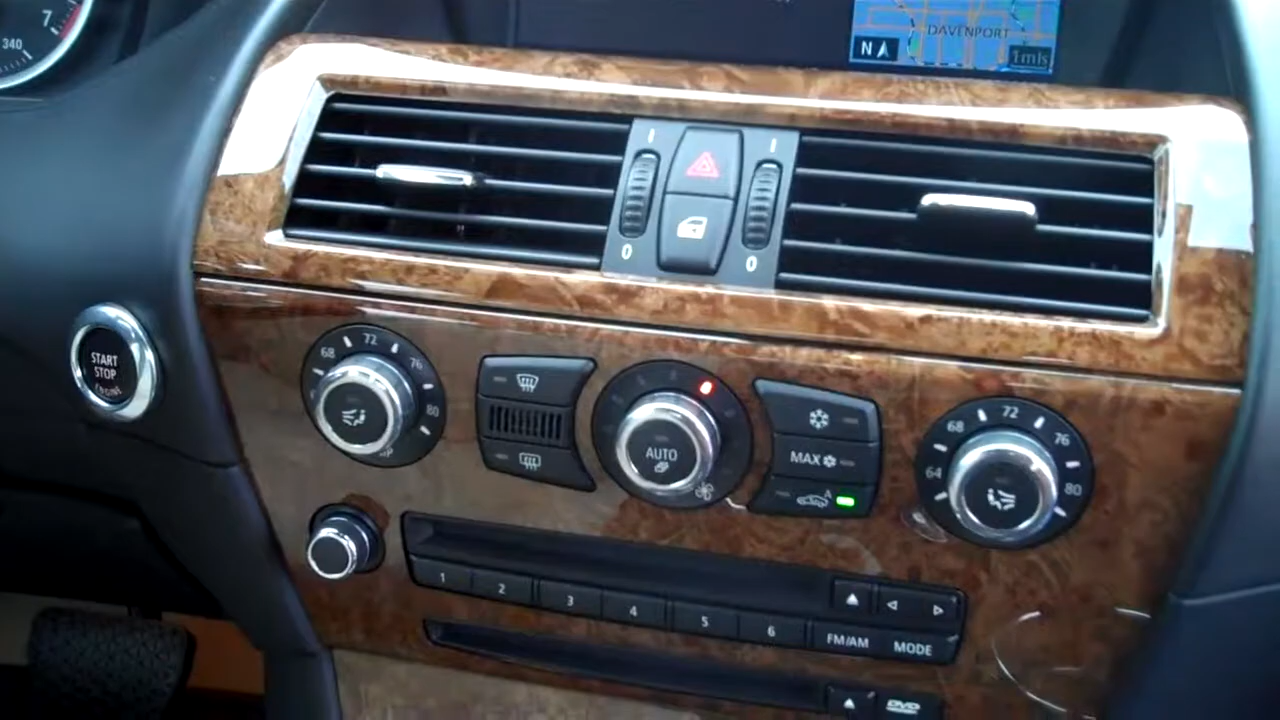 7
340
N
DAVENPORT
1mls
I
I
0
0
START
STOP
ENGINE
68
72
76
80
AUTO
MAX
A
64
68
72
76
80
1
2
3
4
5
6
FM/AM
MODE
DVD